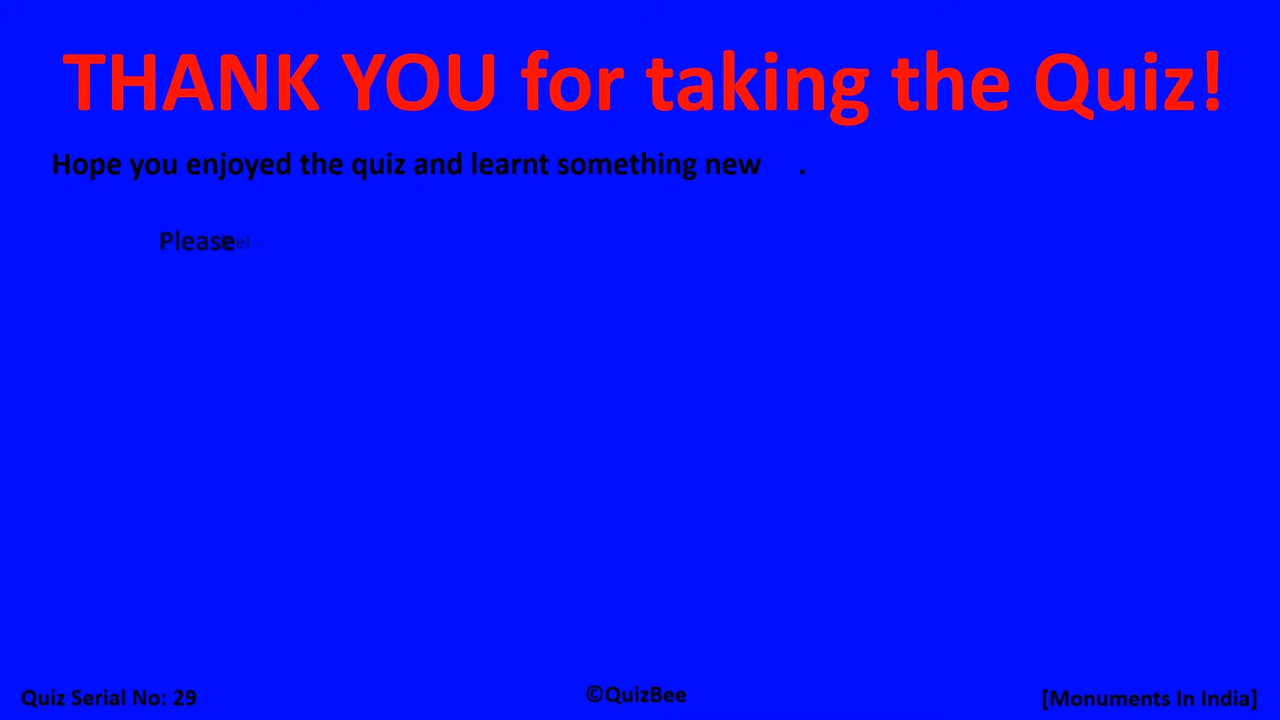 THANK YOU for taking the Quiz!
Hope you enjoyed the quiz and learnt something new .
Please
Quiz Serial No: 29
©QuizBee
[Monuments In India]